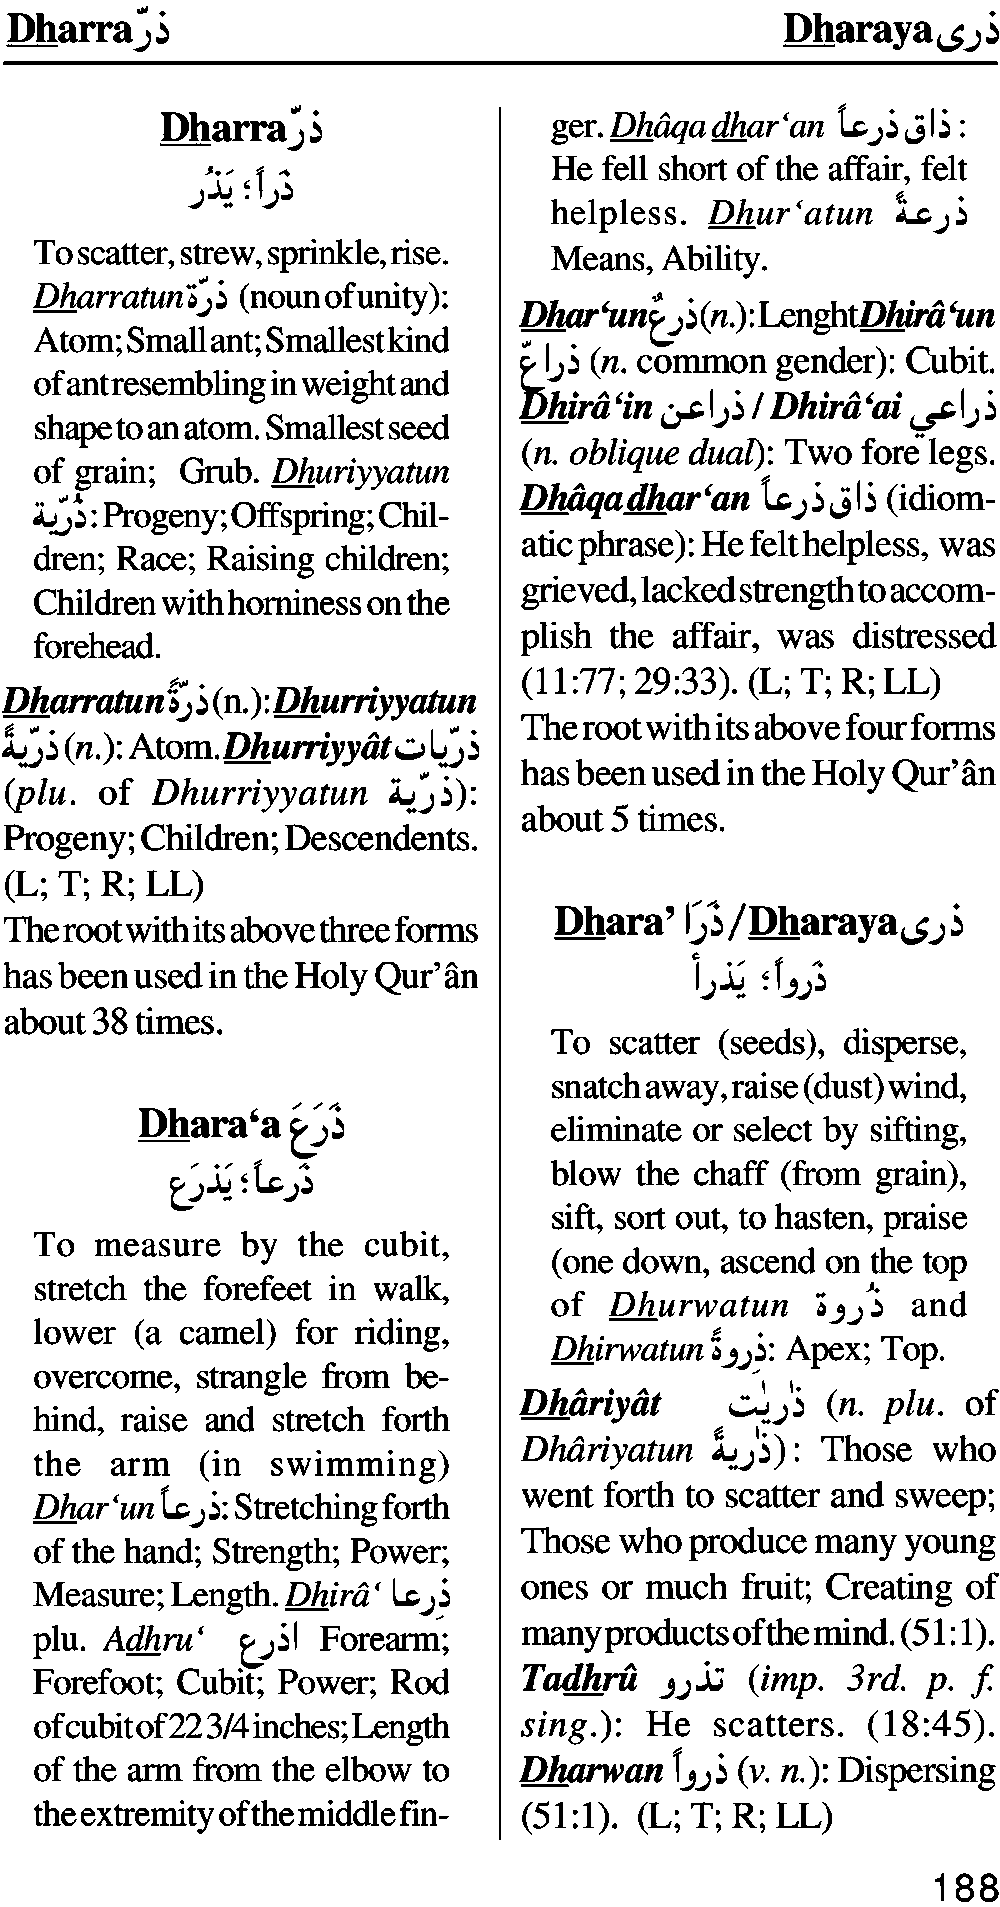 Dharra ذرّ
Dharaya ذری
Dharra ذرّ
ذَراً؛ يَذُر
To scatter, strew, sprinkle, rise.
Dharratun ذرّة (noun of unity):
Atom; Small ant; Smallest kind
of ant resembling in weight and
shape to an atom. Smallest seed
of grain; Grub. Dhuriyyatun
ذُرّية: Progeny; Offspring; Chil-
dren; Race; Raising children;
Children with horniness on the
forehead.
Dharratun ذرّةً (n.): Dhurriyyatun
ذرّيةً (n.): Atom. Dhurriyyât ذرّيات
(plu. of Dhurriyyatun ذرّية):
Progeny; Children; Descendents.
(L; T; R; LL)
The root with its above three forms
has been used in the Holy Qur’ân
about 38 times.
Dhara‘a ذَرَعَ
ذَرعاً؛ يَذرَع
To measure by the cubit,
stretch the forefeet in walk,
lower (a camel) for riding,
overcome, strangle from be-
hind, raise and stretch forth
the arm (in swimming)
Dhar‘un ذرعاً: Stretching forth
of the hand; Strength; Power;
Measure; Length. Dhirâ‘ ذِرعا
plu. Adhru‘ اذرع Forearm;
Forefoot; Cubit; Power; Rod
of cubit of 22 3/4 inches; Length
of the arm from the elbow to
the extremity of the middle fin-
ger. Dhâqa dhar‘an ذاق ذرعاً :
He fell short of the affair, felt
helpless. Dhur‘atun ذرعةً
Means, Ability.
Dhar‘un ذرعٌ (n.): Lenght Dhirâ‘un
ذراعٌ (n. common gender): Cubit.
Dhirâ‘in ذراعن / Dhirâ‘ai ذراعي
(n. oblique dual): Two fore legs.
Dhâqa dhar‘an ذاق ذرعاً (idiom-
atic phrase): He felt helpless, was
grieved, lacked strength to accom-
plish the affair, was distressed
(11:77; 29:33). (L; T; R; LL)
The root with its above four forms
has been used in the Holy Qur’ân
about 5 times.
Dhara’ ذَرَا / Dharaya ذری
ذَرواً؛ يَذرأ
To scatter (seeds), disperse,
snatch away, raise (dust) wind,
eliminate or select by sifting,
blow the chaff (from grain),
sift, sort out, to hasten, praise
(one down, ascend on the top
of Dhurwatun ذُروة and
Dhirwatun ذِروةً: Apex; Top.
Dhâriyât ذٰريٰت (n. plu. of
Dhâriyatun ذٰريةً): Those who
went forth to scatter and sweep;
Those who produce many young
ones or much fruit; Creating of
many products of the mind. (51:1).
Tadhrû تذرو (imp. 3rd. p. f.
sing.): He scatters. (18:45).
Dharwan ذرواً (v. n.): Dispersing
(51:1). (L; T; R; LL)
188